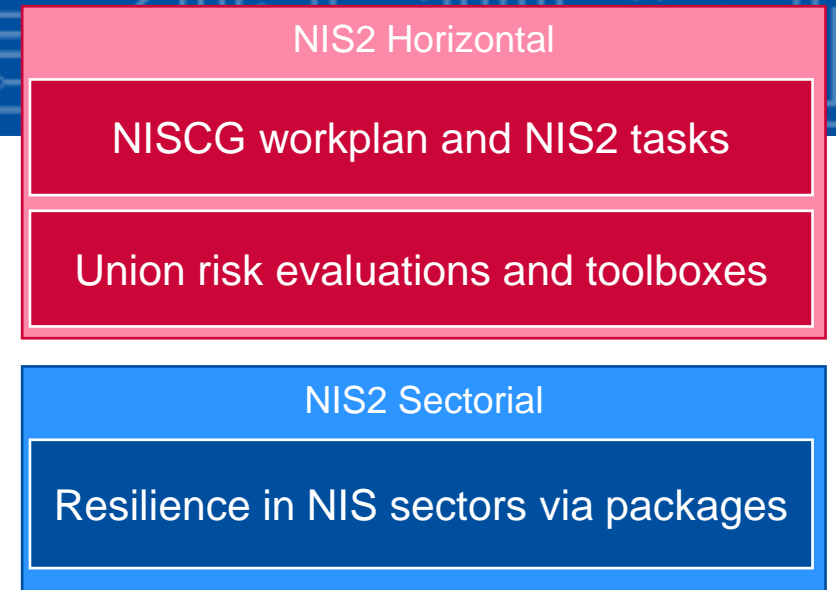 NIS2 Horizontal
NISCG workplan and NIS2 tasks
Union risk evaluations and toolboxes
NIS2 Sectorial
Resilience in NIS sectors via packages